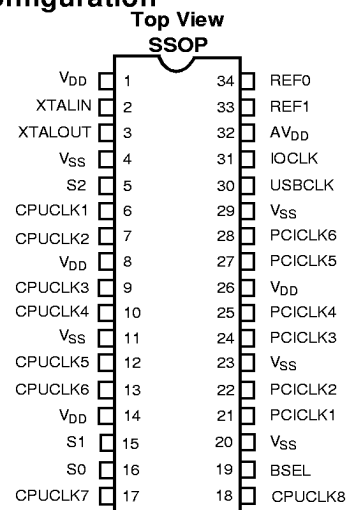 onfiguration
Top View
SSOP
VDD 1 34 REF0
XTALIN 2 33 REF1
XTALOUT 3 32 AVDD
VSS 4 31 IOCLK
S2 5 30 USBCLK
CPUCLK1 6 29 VSS
CPUCLK2 7 28 PCICLK6
VDD 8 27 PCICLK5
CPUCLK3 9 26 VDD
CPUCLK4 10 25 PCICLK4
VSS 11 24 PCICLK3
CPUCLK5 12 23 VSS
CPUCLK6 13 22 PCICLK2
VDD 14 21 PCICLK1
S1 15 20 VSS
S0 16 19 BSEL
CPUCLK7 17 18 CPUCLK8